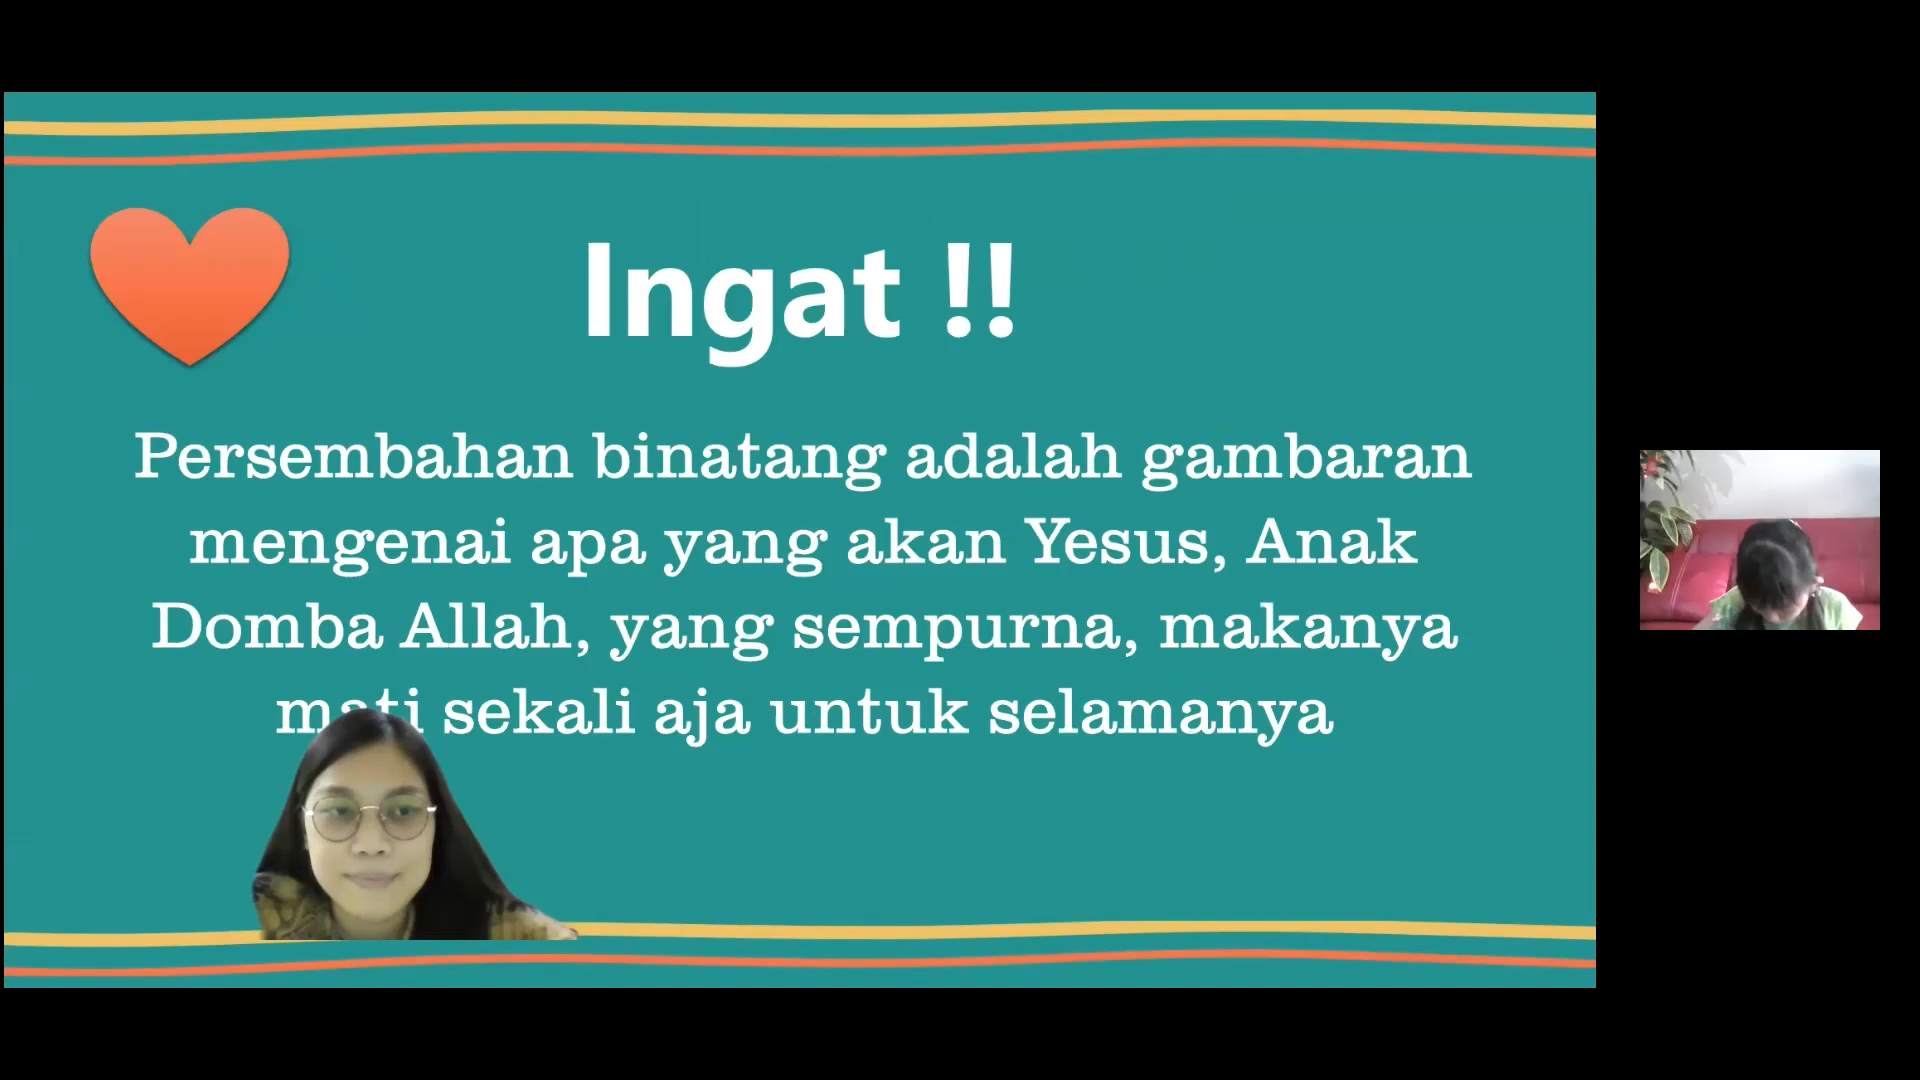 Ingat !!
Persembahan binatang adalah gambaran
mengenai apa yang akan Yesus, Anak
Domba Allah, yang sempurna, makanya
mati sekali aja untuk selamanya